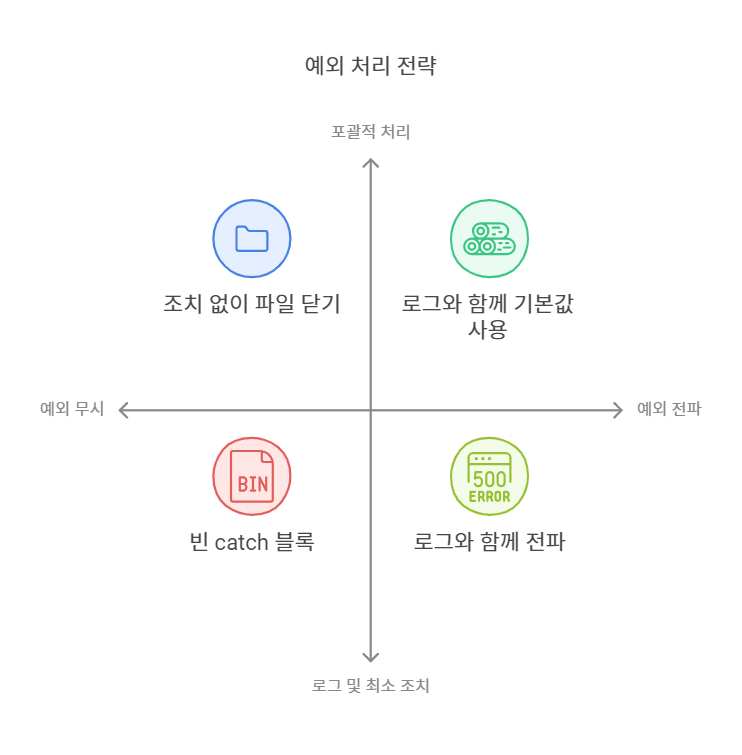 예외 처리 전략
포괄적 처리
조치 없이 파일 닫기
로그와 함께 기본값
사용
예외 무시
예외 전파
BIN
500
ERROR
빈 catch 블록
로그와 함께 전파
로그 및 최소 조치